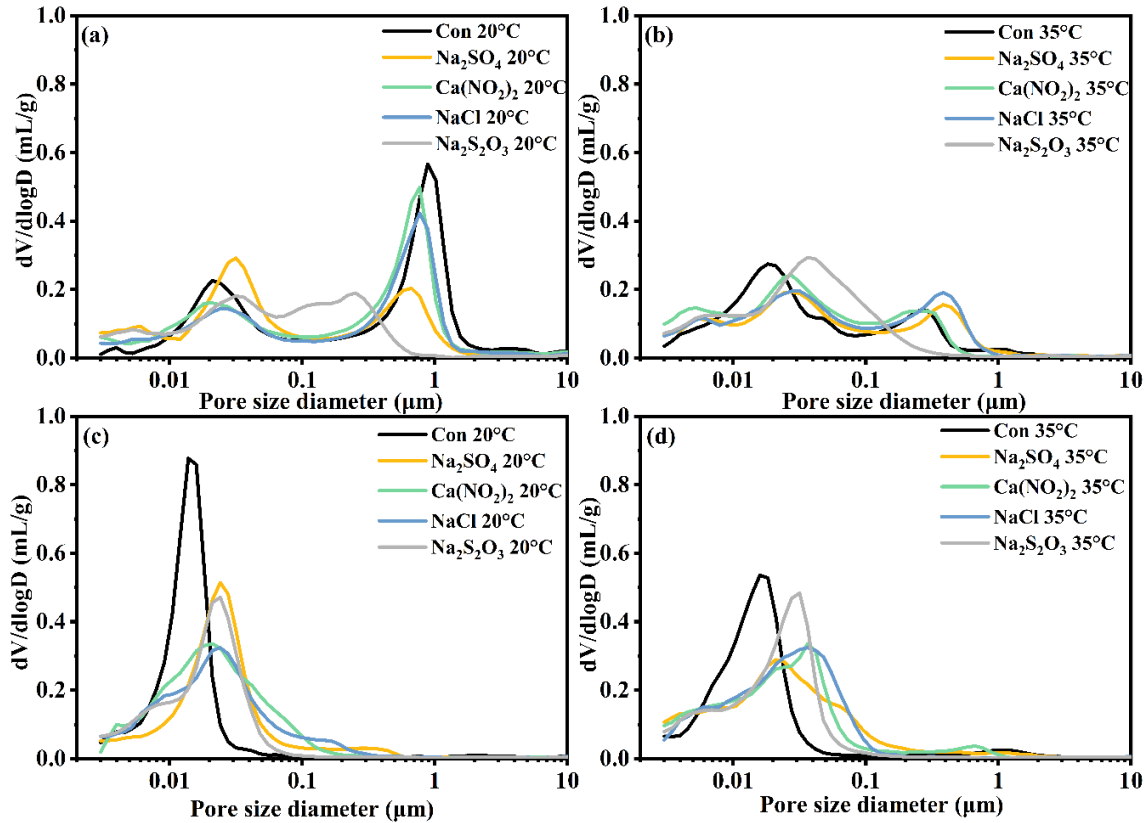 (a)
Con 20°C
Na₂SO₄ 20°C
Ca(NO₂)₂ 20°C
NaCl 20°C
Na₂S₂O₃ 20°C
dV/dlogD (mL/g)
1.0
0.8
0.6
0.4
0.2
0.0
0.01 0.1 1 10
Pore size diameter (μm)
(b)
Con 35°C
Na₂SO₄ 35°C
Ca(NO₂)₂ 35°C
NaCl 35°C
Na₂S₂O₃ 35°C
dV/dlogD (mL/g)
1.0
0.8
0.6
0.4
0.2
0.0
0.01 0.1 1 10
Pore size diameter (μm)
(c)
Con 20°C
Na₂SO₄ 20°C
Ca(NO₂)₂ 20°C
NaCl 20°C
Na₂S₂O₃ 20°C
dV/dlogD (mL/g)
1.0
0.8
0.6
0.4
0.2
0.0
0.01 0.1 1 10
Pore size diameter (μm)
(d)
Con 35°C
Na₂SO₄ 35°C
Ca(NO₂)₂ 35°C
NaCl 35°C
Na₂S₂O₃ 35°C
dV/dlogD (mL/g)
1.0
0.8
0.6
0.4
0.2
0.0
0.01 0.1 1 10
Pore size diameter (μm)